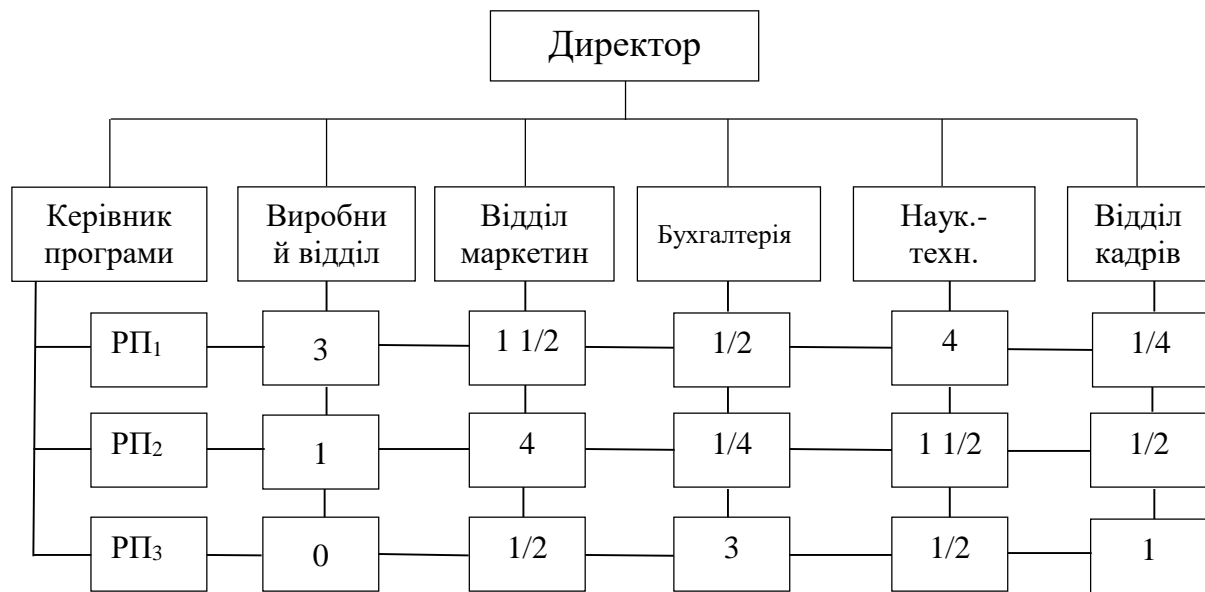 Директор
Керівник
програми
Виробни
й відділ
Відділ
маркетин
Бухгалтерія
Наук.-
техн.
Відділ
кадрів
РП1
3
1 1/2
1/2
4
1/4
РП2
1
4
1/4
1 1/2
1/2
РП3
0
1/2
3
1/2
1